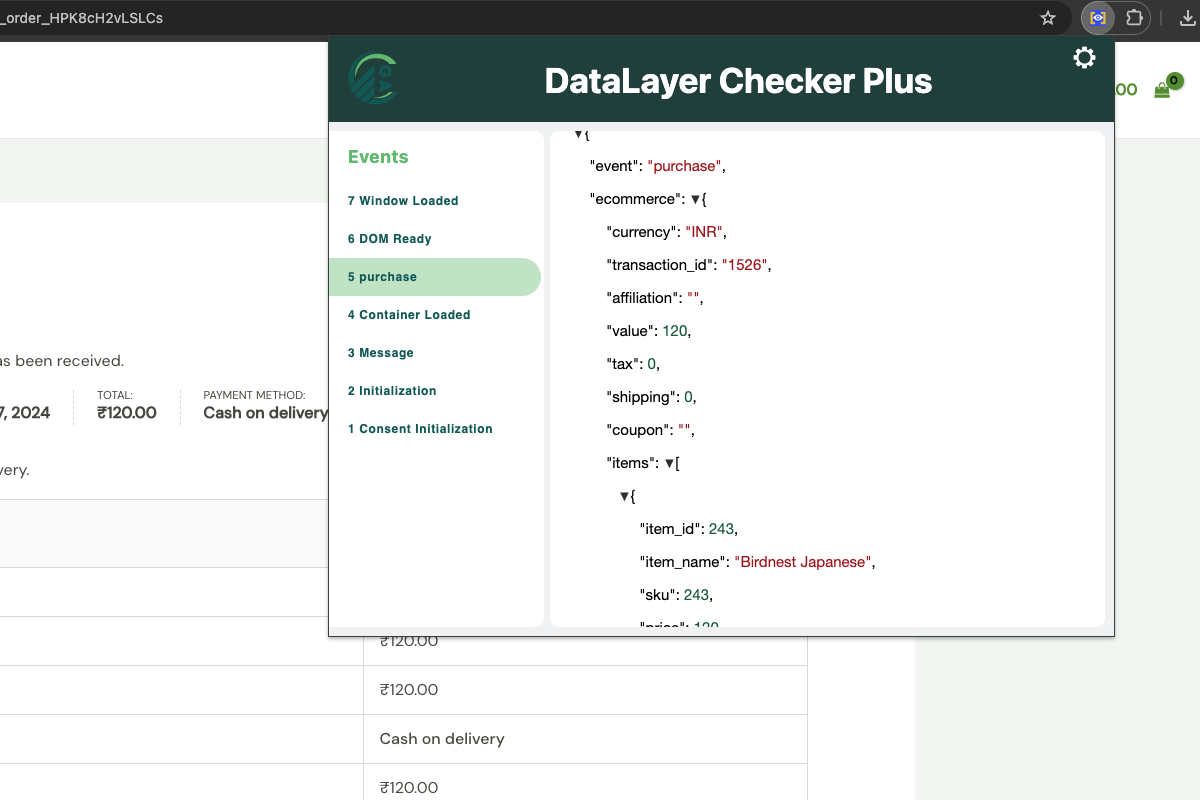 _order_HPK8cH2vLSLCs
DataLayer Checker Plus
.00
0
Events
7 Window Loaded
6 DOM Ready
5 purchase
4 Container Loaded
3 Message
2 Initialization
1 Consent Initialization
▼{
"event": "purchase",
"ecommerce": ▼{
"currency": "INR",
"transaction_id": "1526",
"affiliation": "",
"value": 120,
"tax": 0,
"shipping": 0,
"coupon": "",
"items": ▼[
▼{
"item_id": 243,
"item_name": "Birdnest Japanese",
"sku": 243,
"price": 120
as been received.
TOTAL:
PAYMENT METHOD:
7, 2024
₹120.00
Cash on delivery
very.
₹120.00
₹120.00
Cash on delivery
₹120.00